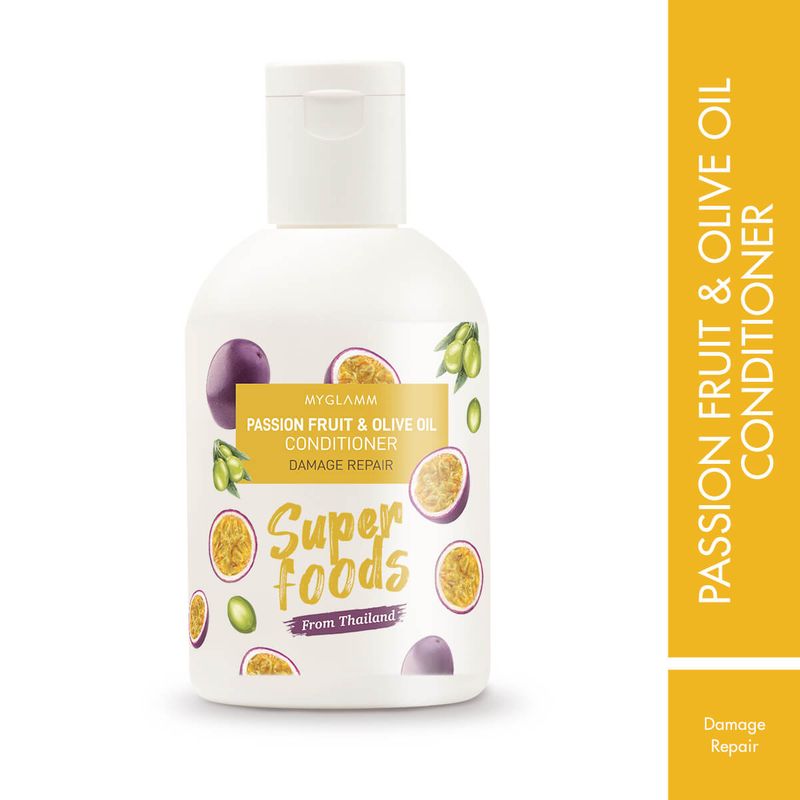 MYGLAMM
PASSION FRUIT & OLIVE OIL
CONDITIONER
DAMAGE REPAIR
Super
foods
From Thailand
PASSION FRUIT & OLIVE OIL
CONDITIONER
Damage
Repair